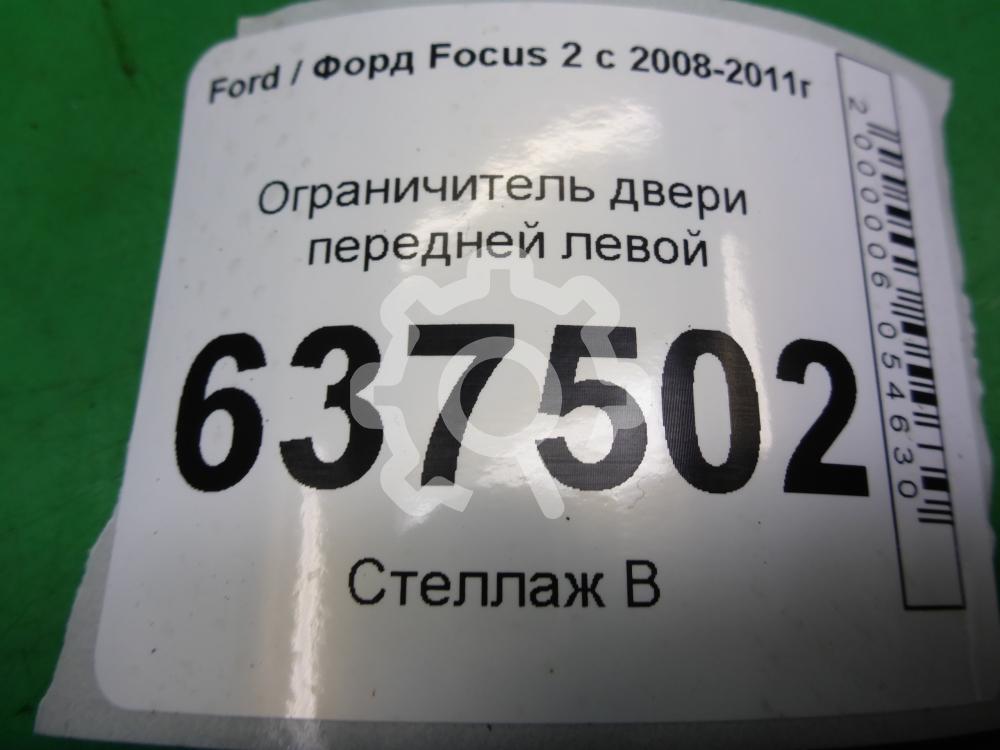 Ford / Форд Focus 2 с 2008-2011г
Ограничитель двери
передней левой
637502
Стеллаж В
2000006054630